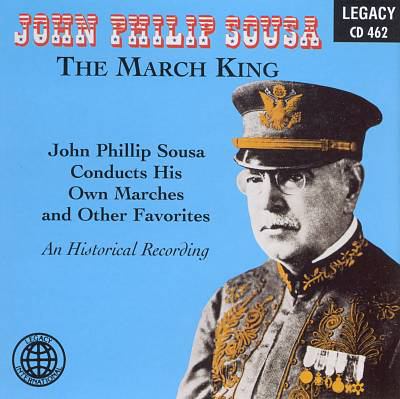 JOHN PHILIP SOUSA
LEGACY
CD 462
THE MARCH KING
John Phillip Sousa
Conducts His
Own Marches
and Other Favorites
An Historical Recording
LEGACY
INTERNATIONAL